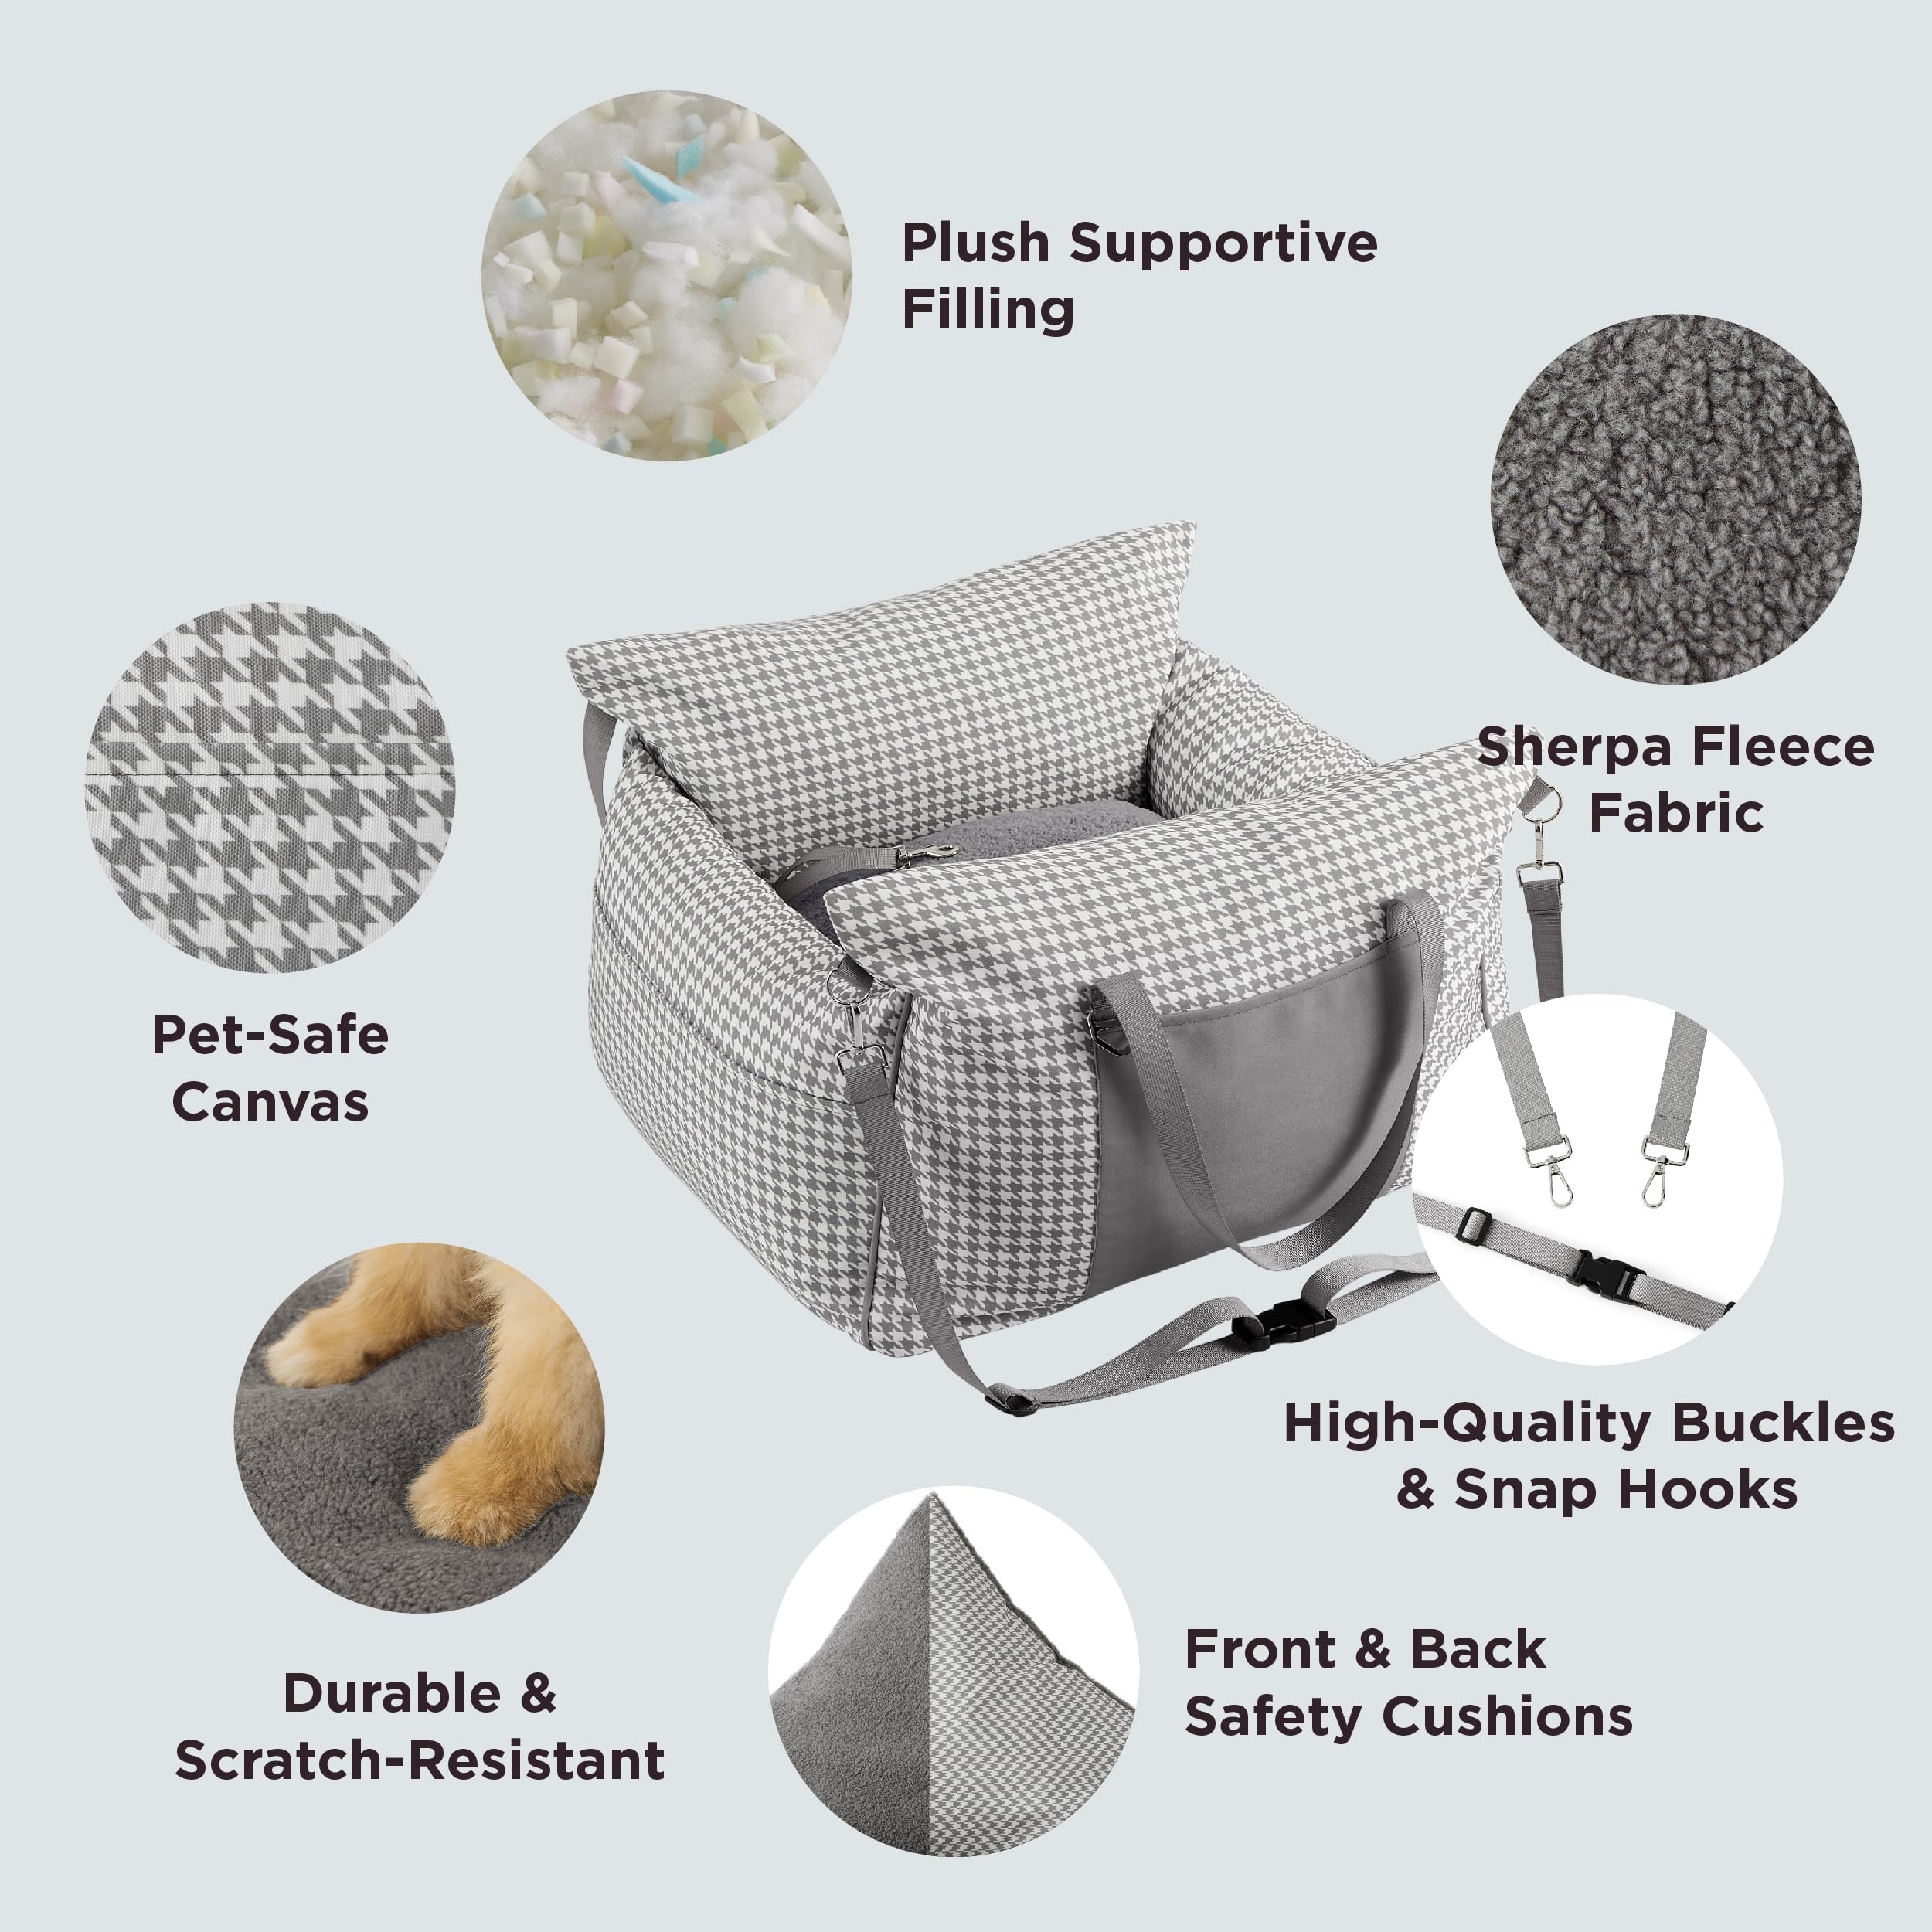 Plush Supportive
Filling
Sherpa Fleece
Fabric
Pet-Safe
Canvas
High-Quality Buckles
& Snap Hooks
Durable &
Scratch-Resistant
Front & Back
Safety Cushions